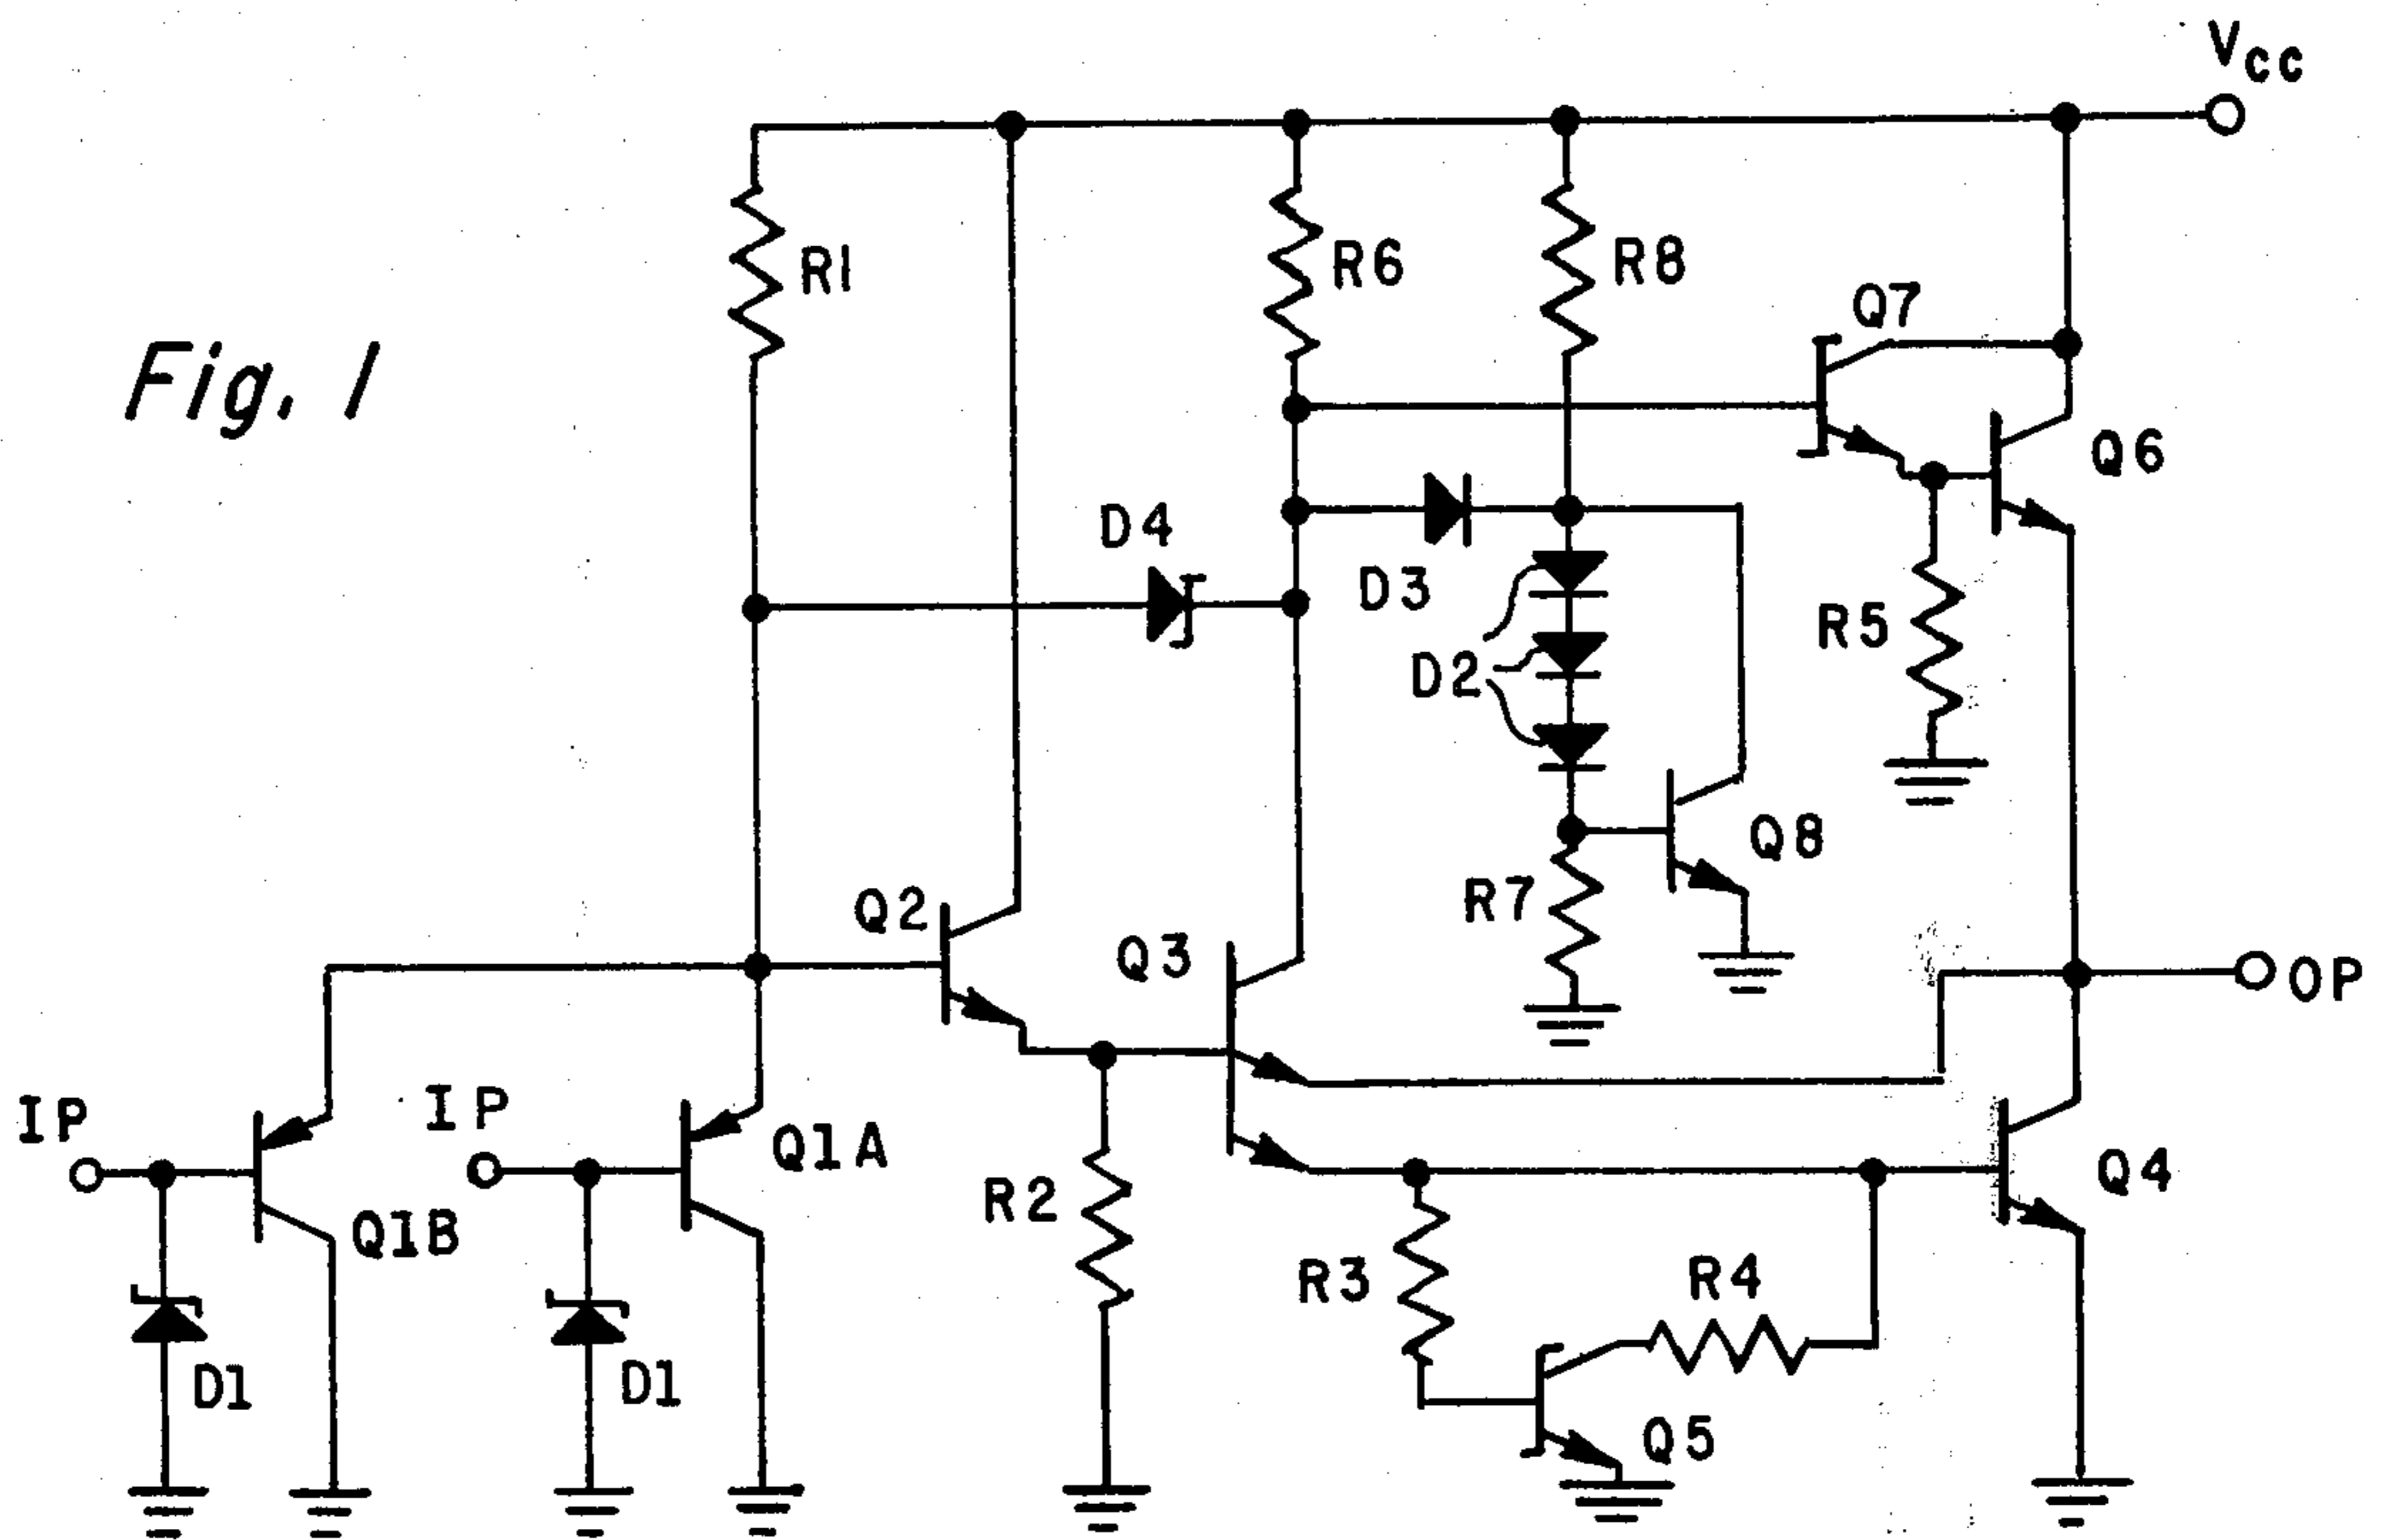 Vcc
R1
R6
R8
Q7
Fig. 1
Q6
D4
D3
R5
D2
Q8
Q2
R7
Q3
OP
IP
IP
Q1A
Q4
R2
Q1B
R3
R4
D1
D1
Q5